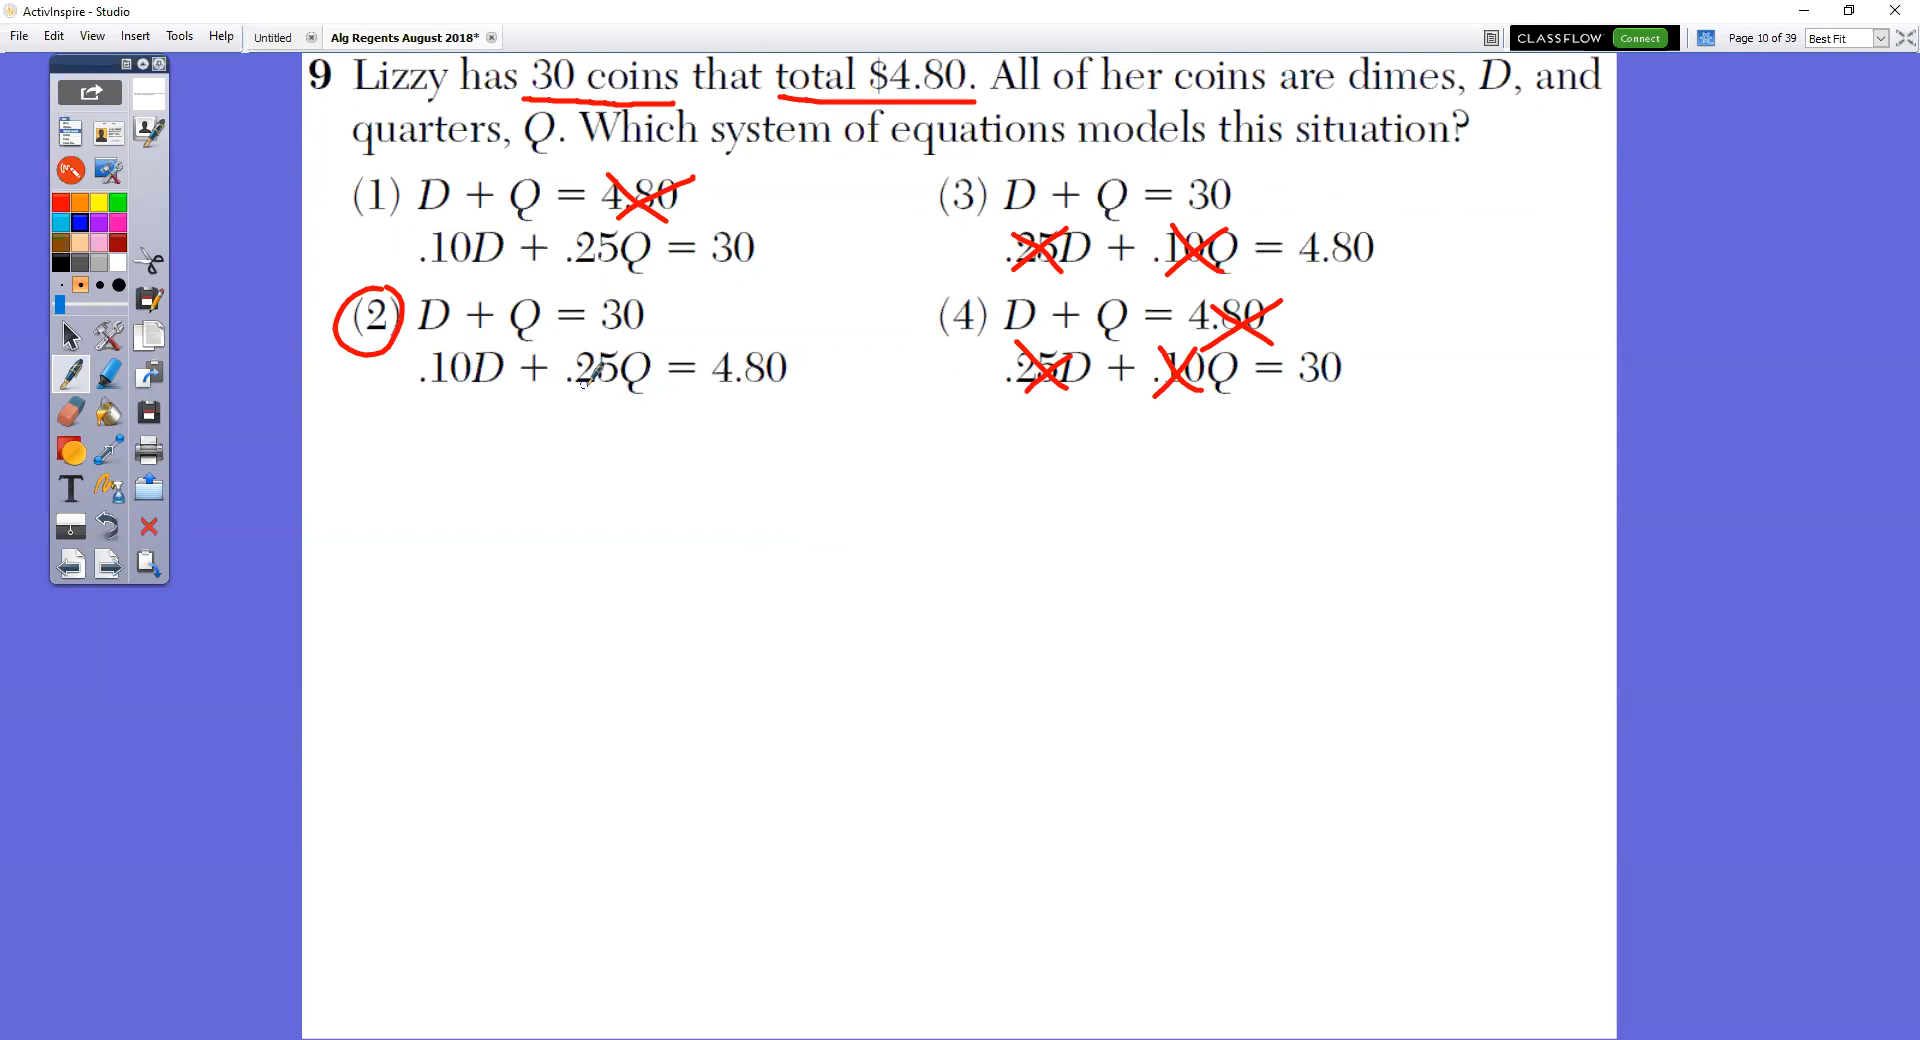 ActivInspire - Studio
File Edit View Insert Tools Help Untitled Alg Regents August 2018* CLASSFLOW Connect Page 10 of 39 Best Fit
9 Lizzy has 30 coins that total $4.80. All of her coins are dimes, D, and
quarters, Q. Which system of equations models this situation?
(1) D + Q = 4.80
.10D + .25Q = 30
(2) D + Q = 30
.10D + .25Q = 4.80
(3) D + Q = 30
.25D + .10Q = 4.80
(4) D + Q = 4.80
.25D + .10Q = 30